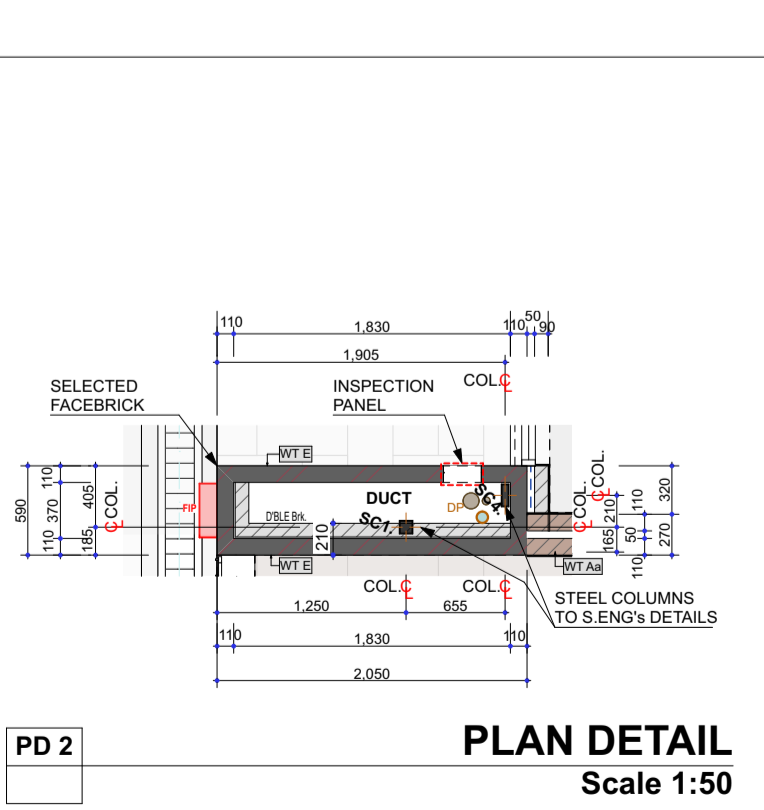 50
110
1,830
110
90
1,905
COL.℄
SELECTED
FACEBRICK
INSPECTION
PANEL
WT E
590
110
370
110
405
185
℄ COL.
FIP
DUCT
D'BLE Brk.
SC1.
210
DP
SC4.
℄ COL.
℄ COL.
165
210
110
50
110
320
270
WT E
WT Aa
COL.℄
COL.℄
1,250
655
STEEL COLUMNS
TO S.ENG's DETAILS
110
1,830
110
2,050
PD 2
PLAN DETAIL
Scale 1:50